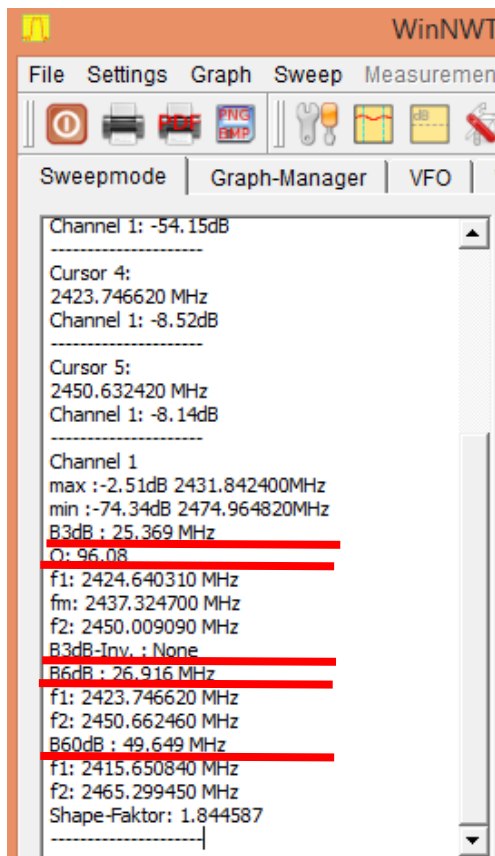 WinNWT
File Settings Graph Sweep Measuremen
PDF PNG BMP dB
Sweepmode Graph-Manager VFO
Channel 1: -54.15dB
---------------------
Cursor 4:
2423.746620 MHz
Channel 1: -8.52dB
---------------------
Cursor 5:
2450.632420 MHz
Channel 1: -8.14dB
---------------------
Channel 1
max :-2.51dB 2431.842400MHz
min :-74.34dB 2474.964820MHz
B3dB : 25.369 MHz
Q: 96.08
f1: 2424.640310 MHz
fm: 2437.324700 MHz
f2: 2450.009090 MHz
B3dB-Inv. : None
B6dB : 26.916 MHz
f1: 2423.746620 MHz
f2: 2450.662460 MHz
B60dB : 49.649 MHz
f1: 2415.650840 MHz
f2: 2465.299450 MHz
Shape-Faktor: 1.844587
---------------------